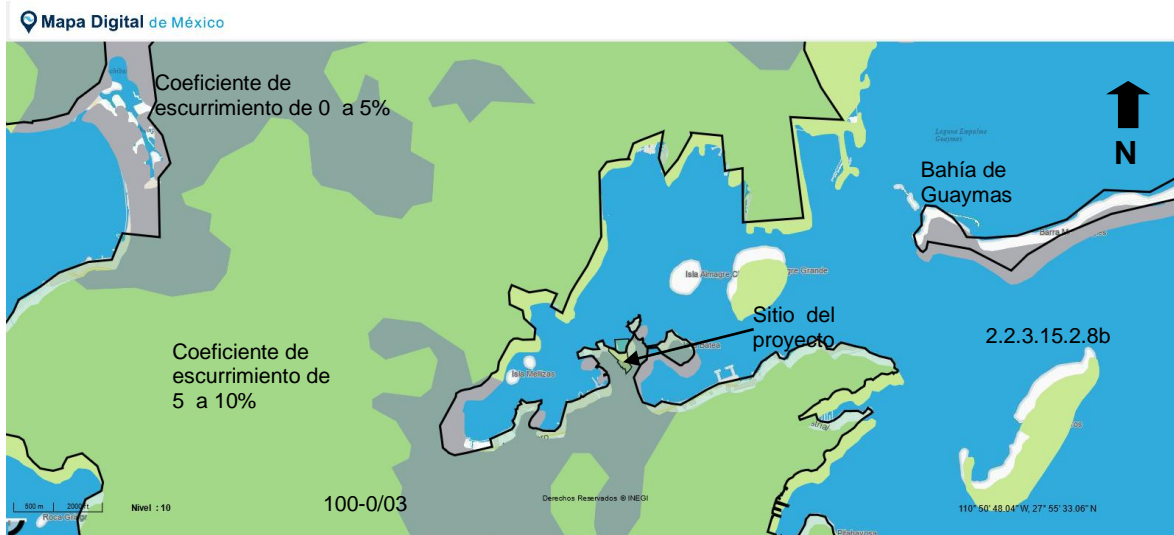 Mapa Digital de México
Coeficiente de
escurrimiento de 0 a 5%
N
Laguna Empalme
Guaymas
Bahía de
Guaymas
Isla Almagre
Grande
Sitio del
proyecto
2.2.3.15.2.8b
Coeficiente de
escurrimiento de
5 a 10%
Isla Melizas
500 m
2000 ft
Nivel : 10
100-0/03
Derechos Reservados ® INEGI
110° 50' 48.04" W, 27° 55' 33.06" N